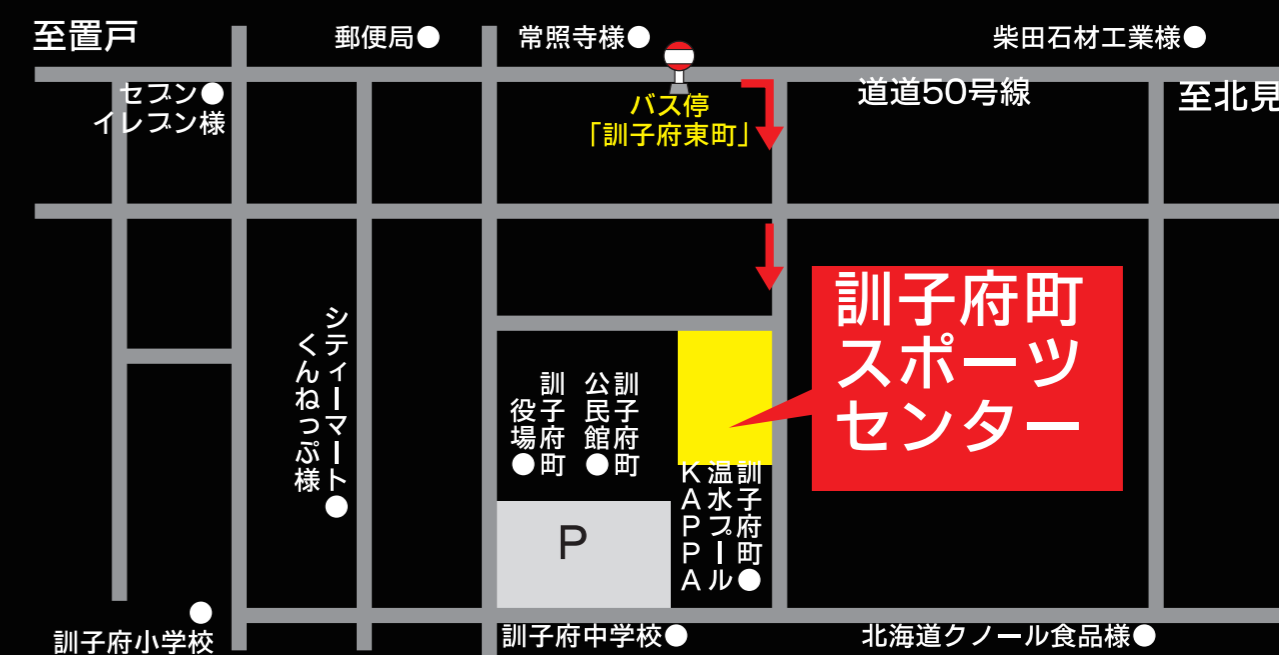 至置戸
郵便局●
常照寺様●
柴田石材工業様●
セブン●
イレブン様
バス停
「訓子府東町」
道道50号線
至北見
訓子府町
スポーツ
センター
シティーマート●
くんねっぷ様
訓子府町
役場●
訓子府町
公民館●
訓子府町●
温水プール
KAPPA
P
●
訓子府小学校
訓子府中学校●
北海道クノール食品様●